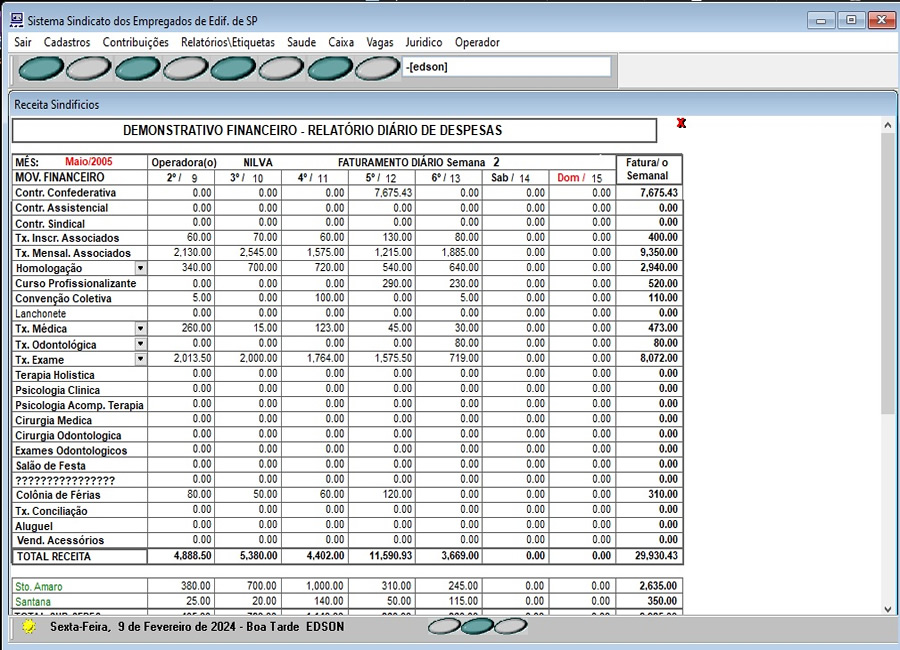 Sistema Sindicato dos Empregados de Edif. de SP
Sair Cadastros Contribuições Relatórios\Etiquetas Saude Caixa Vagas Juridico Operador
-[edson]
Receita Sindificios
DEMONSTRATIVO FINANCEIRO - RELATÓRIO DIÁRIO DE DESPESAS
X
MÊS: Maio/2005 Operadora(o) NILVA FATURAMENTO DIÁRIO Semana 2 Fatura/ o Semanal
MOV. FINANCEIRO 2º / 9 3º / 10 4º / 11 5º / 12 6º / 13 Sab / 14 Dom / 15
Contr. Confederativa 0.00 0.00 0.00 7,675.43 0.00 0.00 0.00 7,675.43
Contr. Assistencial 0.00 0.00 0.00 0.00 0.00 0.00 0.00 0.00
Contr. Sindical 0.00 0.00 0.00 0.00 0.00 0.00 0.00 0.00
Tx. Inscr. Associados 60.00 70.00 60.00 130.00 80.00 0.00 0.00 400.00
Tx. Mensal. Associados 2,130.00 2,545.00 1,575.00 1,215.00 1,885.00 0.00 0.00 9,350.00
Homologação 340.00 700.00 720.00 540.00 640.00 0.00 0.00 2,940.00
Curso Profissionalizante 0.00 0.00 0.00 290.00 230.00 0.00 0.00 520.00
Convenção Coletiva 5.00 0.00 100.00 0.00 5.00 0.00 0.00 110.00
Lanchonete 0.00 0.00 0.00 0.00 0.00 0.00 0.00 0.00
Tx. Médica 260.00 15.00 123.00 45.00 30.00 0.00 0.00 473.00
Tx. Odontológica 0.00 0.00 0.00 0.00 80.00 0.00 0.00 80.00
Tx. Exame 2,013.50 2,000.00 1,764.00 1,575.50 719.00 0.00 0.00 8,072.00
Terapia Holistica 0.00 0.00 0.00 0.00 0.00 0.00 0.00 0.00
Psicologia Clinica 0.00 0.00 0.00 0.00 0.00 0.00 0.00 0.00
Psicologia Acomp. Terapia 0.00 0.00 0.00 0.00 0.00 0.00 0.00 0.00
Cirurgia Medica 0.00 0.00 0.00 0.00 0.00 0.00 0.00 0.00
Cirurgia Odontologica 0.00 0.00 0.00 0.00 0.00 0.00 0.00 0.00
Exames Odontologicos 0.00 0.00 0.00 0.00 0.00 0.00 0.00 0.00
Salão de Festa 0.00 0.00 0.00 0.00 0.00 0.00 0.00 0.00
???????????????? 0.00 0.00 0.00 0.00 0.00 0.00 0.00 0.00
Colônia de Férias 80.00 50.00 60.00 120.00 0.00 0.00 0.00 310.00
Tx. Conciliação 0.00 0.00 0.00 0.00 0.00 0.00 0.00 0.00
Aluguel 0.00 0.00 0.00 0.00 0.00 0.00 0.00 0.00
Vend. Acessórios 0.00 0.00 0.00 0.00 0.00 0.00 0.00 0.00
TOTAL RECEITA 4,888.50 5,380.00 4,402.00 11,590.93 3,669.00 0.00 0.00 29,930.43
Sto. Amaro 380.00 700.00 1,000.00 310.00 245.00 0.00 2,635.00
Santana 25.00 20.00 140.00 50.00 115.00 0.00 350.00
Sexta-Feira, 9 de Fevereiro de 2024 - Boa Tarde EDSON